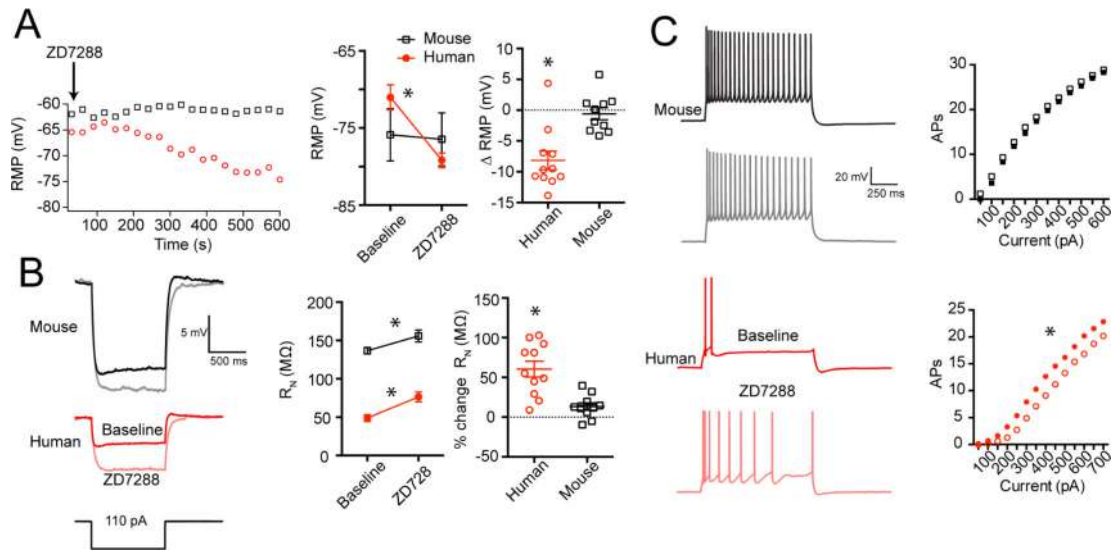 A
ZD7288
-60
-65
-70
-75
-80
RMP (mV)
100 200 300 400 500 600
Time (s)
Mouse
Human
-65
-75
-85
RMP (mV)
*
Baseline
ZD7288
10
5
0
-5
-10
-15
Δ RMP (mV)
*
Human
Mouse
B
Mouse
5 mV
500 ms
Human
Baseline
ZD7288
110 pA
200
150
100
50
0
RN (MΩ)
*
*
Baseline
ZD728
150
100
50
0
-50
% change RN (MΩ)
*
Human
Mouse
C
Mouse
20 mV
250 ms
30
20
10
0
APs
100 200 300 400 500 600
Current (pA)
Human
Baseline
ZD7288
25
20
15
10
5
0
APs
*
100 200 300 400 500 600 700
Current (pA)